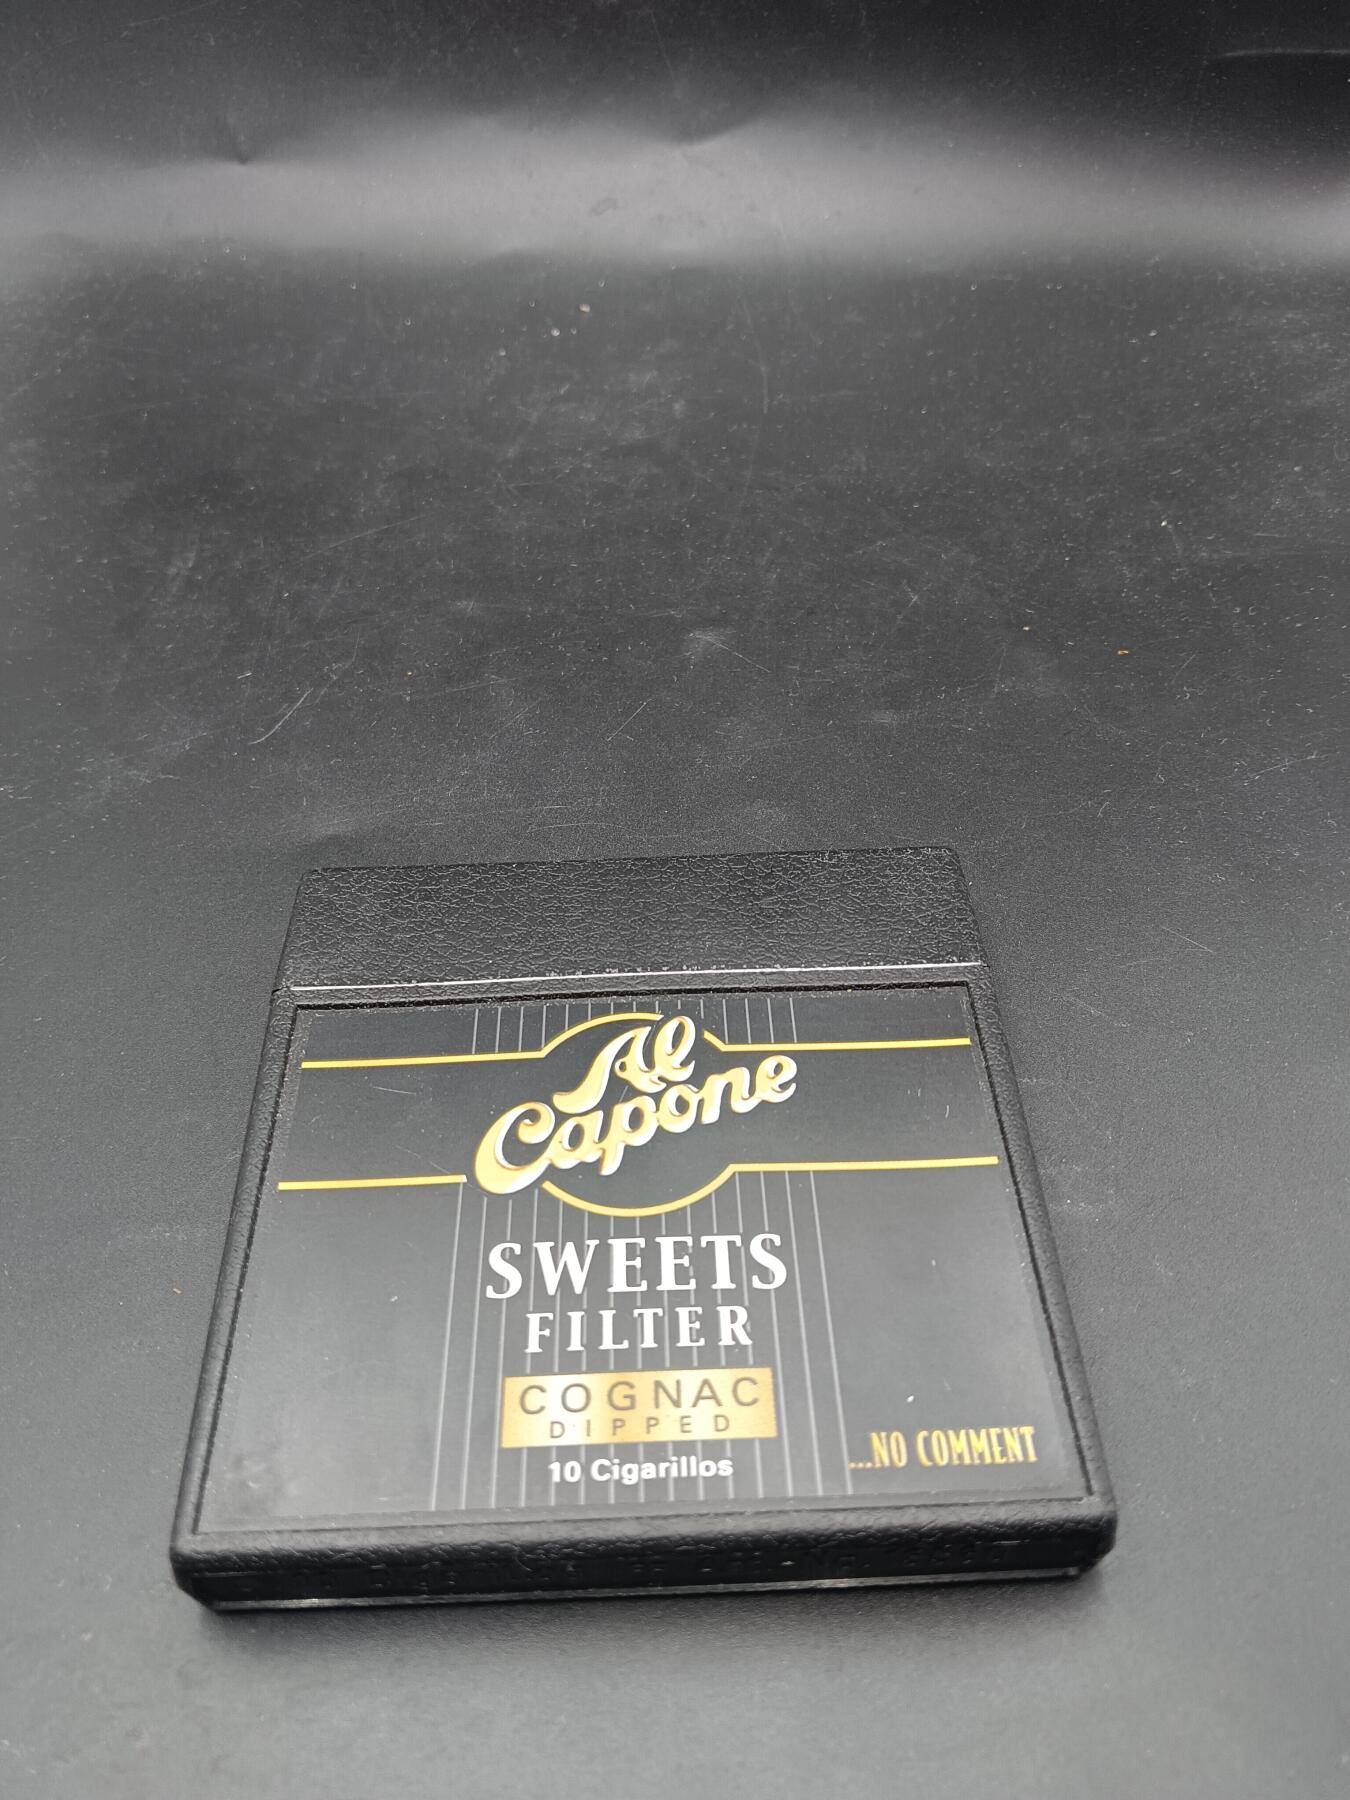 Al
Capone
SWEETS
FILTER
COGNAC
DIPPED
10 Cigarillos
...NO COMMENT